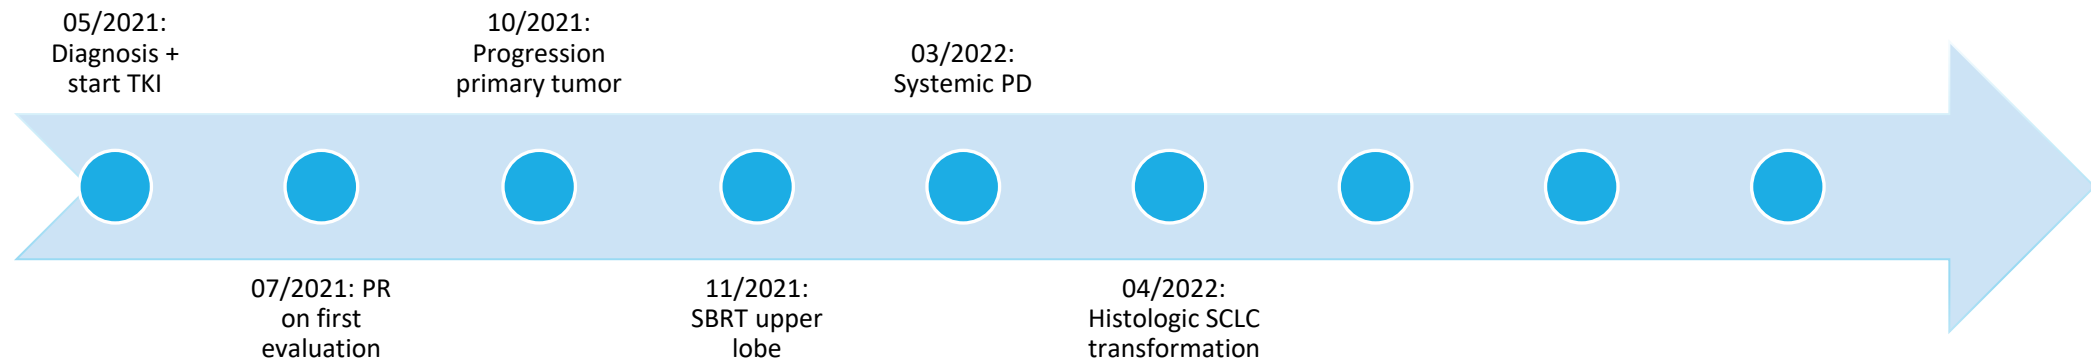 05/2021:
Diagnosis +
start TKI
07/2021: PR
on first
evaluation
10/2021:
Progression
primary tumor
11/2021:
SBRT upper
lobe
03/2022:
Systemic PD
04/2022:
Histologic SCLC
transformation